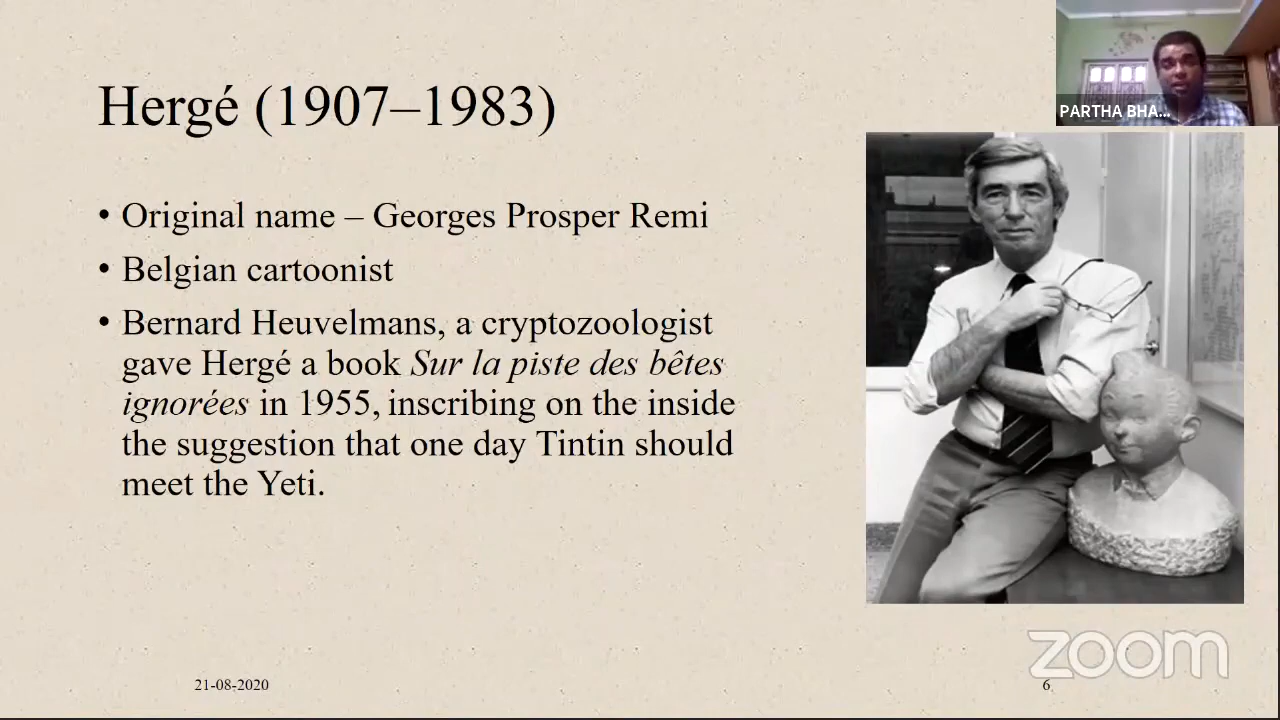 PARTHA BHA...
Hergé (1907–1983)
• Original name – Georges Prosper Remi
• Belgian cartoonist
• Bernard Heuvelmans, a cryptozoologist
gave Hergé a book Sur la piste des bêtes
ignorées in 1955, inscribing on the inside
the suggestion that one day Tintin should
meet the Yeti.
zoom
21-08-2020
6